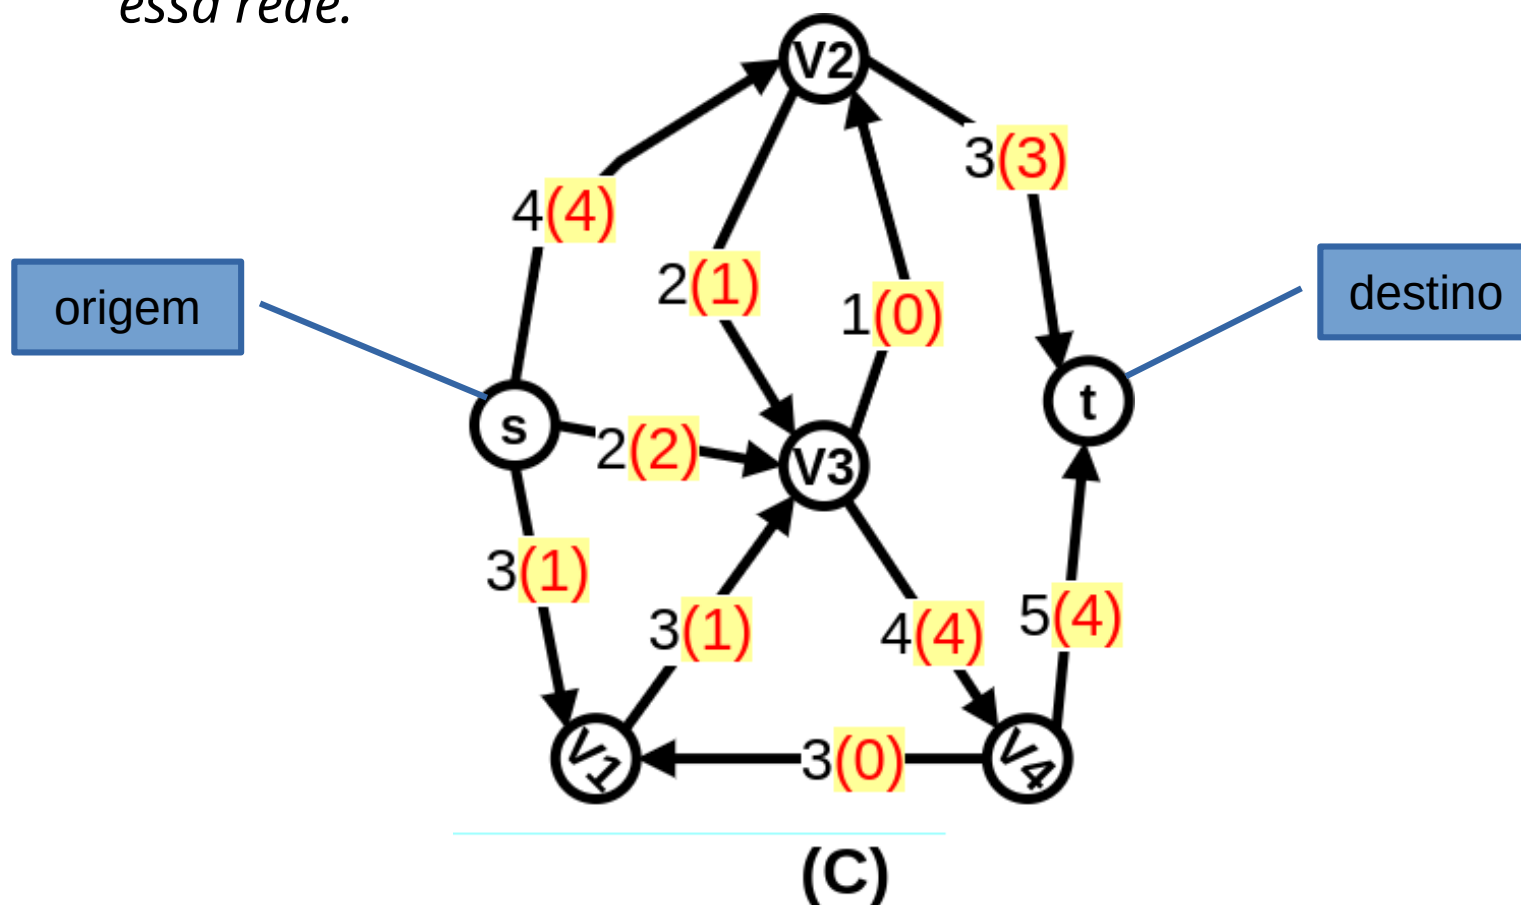 essa rede.
V2
3(3)
4(4)
2(1)
1(0)
origem
destino
s
t
2(2)
V3
3(1)
3(1)
4(4)
5(4)
V1
3(0)
V4
(C)